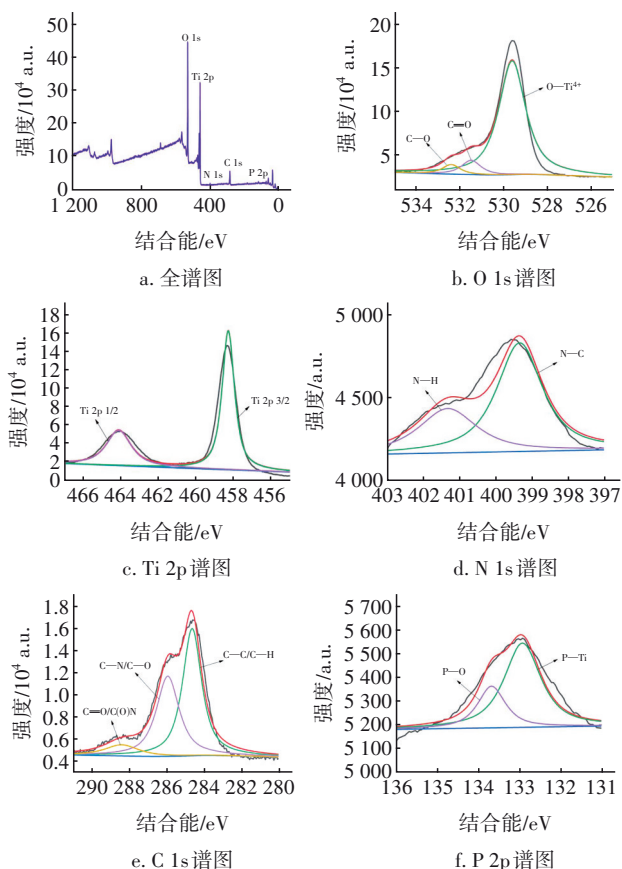 强度/10⁴ a.u.
50
40
30
20
10
0
O 1s
Ti 2p
N 1s
C 1s
P 2p
1 200
800
400
0
结合能/eV
a. 全谱图
强度/10⁴ a.u.
20
15
10
5
C—O
C=O
O—Ti⁴⁺
534
532
530
528
526
结合能/eV
b. O 1s谱图
强度/10⁴ a.u.
18
16
14
12
10
8
6
4
2
0
Ti 2p 1/2
Ti 2p 3/2
466
464
462
460
458
456
结合能/eV
c. Ti 2p谱图
强度/a.u.
5 000
4 500
4 000
N—H
N—C
403
402
401
400
399
398
397
结合能/eV
d. N 1s谱图
强度/10⁴ a.u.
1.8
1.6
1.4
1.2
1.0
0.8
0.6
0.4
C=O/C(O)N
C—N/C—O
C—C/C—H
290
288
286
284
282
280
结合能/eV
e. C 1s谱图
强度/a.u.
5 700
5 600
5 500
5 400
5 300
5 200
5 100
5 000
P—O
P—Ti
136
135
134
133
132
131
结合能/eV
f. P 2p谱图